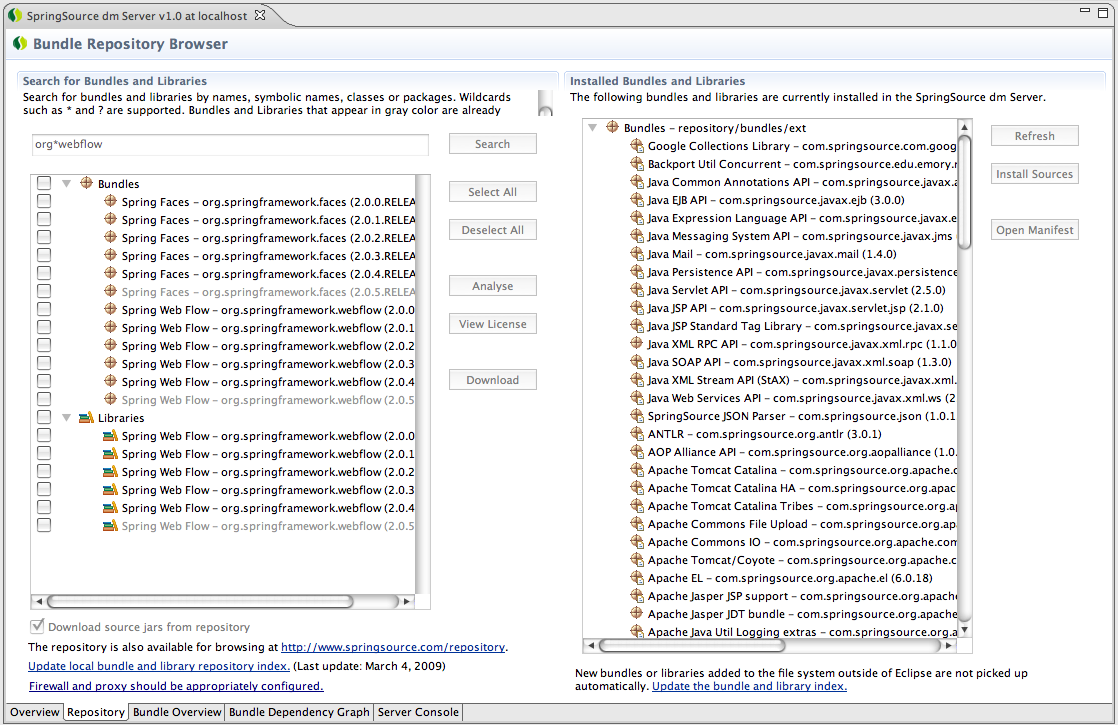 SpringSource dm Server v1.0 at localhost
Bundle Repository Browser
Search for Bundles and Libraries
Search for bundles and libraries by names, symbolic names, classes or packages. Wildcards
such as * and ? are supported. Bundles and Libraries that appear in gray color are already
org*webflow
Search
Select All
Deselect All
Analyse
View License
Download
Bundles
Spring Faces – org.springframework.faces (2.0.0.RELEA
Spring Faces – org.springframework.faces (2.0.1.RELEA
Spring Faces – org.springframework.faces (2.0.2.RELEA
Spring Faces – org.springframework.faces (2.0.3.RELEA
Spring Faces – org.springframework.faces (2.0.4.RELEA
Spring Faces – org.springframework.faces (2.0.5.RELEA
Spring Web Flow – org.springframework.webflow (2.0.0
Spring Web Flow – org.springframework.webflow (2.0.1
Spring Web Flow – org.springframework.webflow (2.0.2
Spring Web Flow – org.springframework.webflow (2.0.3
Spring Web Flow – org.springframework.webflow (2.0.4
Spring Web Flow – org.springframework.webflow (2.0.5
Libraries
Spring Web Flow – org.springframework.webflow (2.0.0
Spring Web Flow – org.springframework.webflow (2.0.1
Spring Web Flow – org.springframework.webflow (2.0.2
Spring Web Flow – org.springframework.webflow (2.0.3
Spring Web Flow – org.springframework.webflow (2.0.4
Spring Web Flow – org.springframework.webflow (2.0.5
Download source jars from repository
The repository is also available for browsing at http://www.springsource.com/repository.
Update local bundle and library repository index. (Last update: March 4, 2009)
Firewall and proxy should be appropriately configured.
Installed Bundles and Libraries
The following bundles and libraries are currently installed in the SpringSource dm Server.
Bundles – repository/bundles/ext
Google Collections Library – com.springsource.com.goog
Backport Util Concurrent – com.springsource.edu.emory.r
Java Common Annotations API – com.springsource.javax.a
Java EJB API – com.springsource.javax.ejb (3.0.0)
Java Expression Language API – com.springsource.javax.e
Java Messaging System API – com.springsource.javax.jms
Java Mail – com.springsource.javax.mail (1.4.0)
Java Persistence API – com.springsource.javax.persistence
Java Servlet API – com.springsource.javax.servlet (2.5.0)
Java JSP API – com.springsource.javax.servlet.jsp (2.1.0)
Java JSP Standard Tag Library – com.springsource.javax.se
Java XML RPC API – com.springsource.javax.xml.rpc (1.1.0
Java SOAP API – com.springsource.javax.xml.soap (1.3.0)
Java XML Stream API (StAX) – com.springsource.javax.xml.
Java Web Services API – com.springsource.javax.xml.ws (2
SpringSource JSON Parser – com.springsource.json (1.0.1
ANTLR – com.springsource.org.antlr (3.0.1)
AOP Alliance API – com.springsource.org.aopalliance (1.0.
Apache Tomcat Catalina – com.springsource.org.apache.c
Apache Tomcat Catalina HA – com.springsource.org.apac
Apache Tomcat Catalina Tribes – com.springsource.org.a
Apache Commons File Upload – com.springsource.org.ap
Apache Commons IO – com.springsource.org.apache.com
Apache Tomcat/Coyote – com.springsource.org.apache.c
Apache EL – com.springsource.org.apache.el (6.0.18)
Apache Jasper JSP support – com.springsource.org.apach
Apache Jasper JDT bundle – com.springsource.org.apache
Apache Java Util Logging extras – com.springsource.org.a
Refresh
Install Sources
Open Manifest
New bundles or libraries added to the file system outside of Eclipse are not picked up
automatically. Update the bundle and library index.
Overview
Repository
Bundle Overview
Bundle Dependency Graph
Server Console